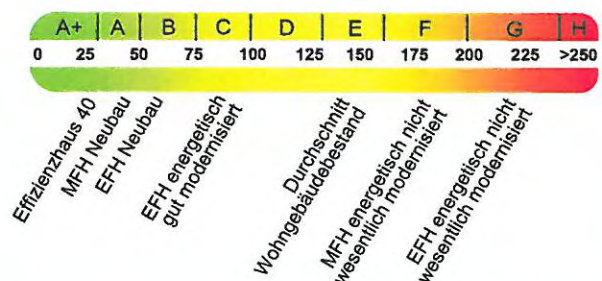 A+ A B C D E F G H
0 25 50 75 100 125 150 175 200 225 >250
Effizienzhaus 40
MFH Neubau
EFH Neubau
EFH energetisch
gut modernisiert
Durchschnitt
Wohngebäudebestand
MFH energetisch nicht
wesentlich modernisiert
EFH energetisch nicht
wesentlich modernisiert